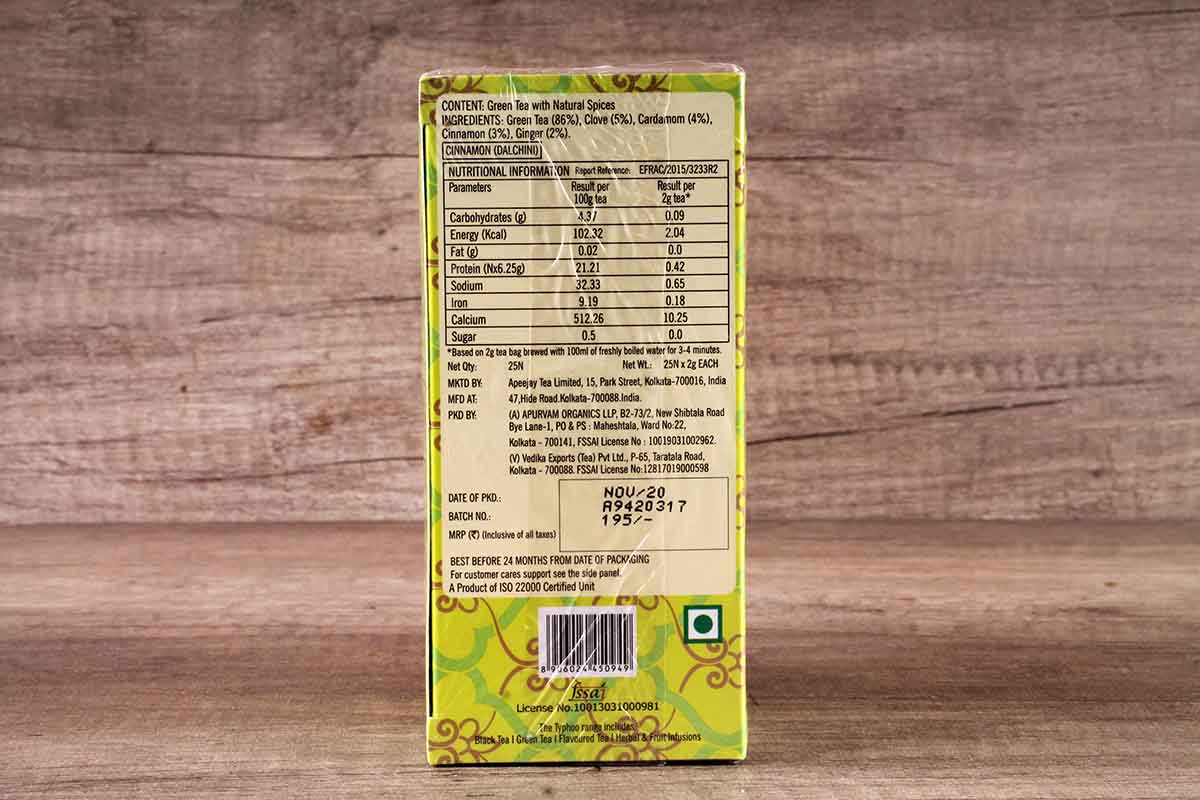 CONTENT: Green Tea with Natural Spices
INGREDIENTS: Green Tea (86%), Clove (5%), Cardamom (4%),
Cinnamon (3%), Ginger (2%).
CINNAMON (DALCHINI)
NUTRITIONAL INFORMATION Report Reference: EFRAC/2015/3233R2
Parameters Result per 100g tea Result per 2g tea*
Carbohydrates (g) 4.37 0.09
Energy (Kcal) 102.32 2.04
Fat (g) 0.02 0.0
Protein (Nx6.25g) 21.21 0.42
Sodium 32.33 0.65
Iron 9.19 0.18
Calcium 512.26 10.25
Sugar 0.5 0.0
*Based on 2g tea bag brewed with 100ml of freshly boiled water for 3-4 minutes.
Net Qty: 25N Net Wt.: 25N x 2g EACH
MKTD BY: Apeejay Tea Limited, 15, Park Street, Kolkata-700016, India
MFD AT: 47,Hide Road.Kolkata-700088.India.
PKD BY: (A) APURVAM ORGANICS LLP, B2-73/2, New Shibtala Road
Bye Lane-1, PO & PS : Maheshtala, Ward No:22,
Kolkata - 700141, FSSAI License No : 10019031002962.
(V) Vedika Exports (Tea) Pvt Ltd., P-65, Taratala Road,
Kolkata - 700088. FSSAI License No:12817019000598
DATE OF PKD.: NOV/20
BATCH NO.: A9420317
MRP (₹) (Inclusive of all taxes) 195/-
BEST BEFORE 24 MONTHS FROM DATE OF PACKAGING
For customer cares support see the side panel.
A Product of ISO 22000 Certified Unit
8 906024 450949
fssai
License No.10013031000981
The Typhoo range includes:
Black Tea I Green Tea I Flavoured Tea I Herbal & Fruit Infusions